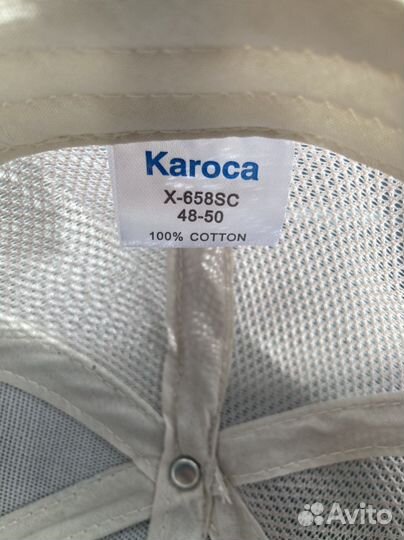 Karoca
X-658SC
48-50
100% COTTON
Avito